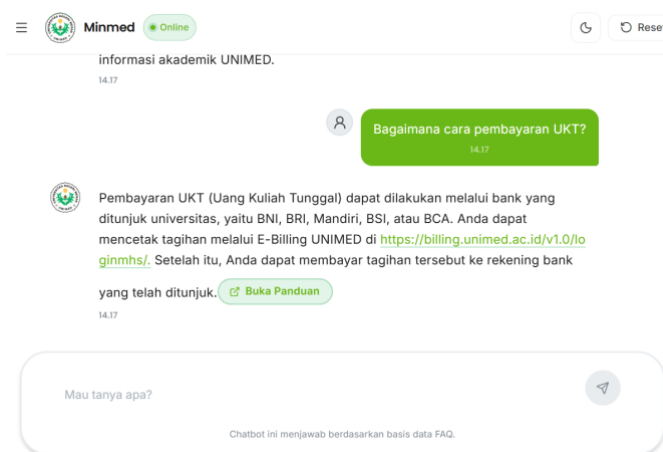 Minmed
Online
Reset
informasi akademik UNIMED.
14.17
Bagaimana cara pembayaran UKT?
14.17
Pembayaran UKT (Uang Kuliah Tunggal) dapat dilakukan melalui bank yang
ditunjuk universitas, yaitu BNI, BRI, Mandiri, BSI, atau BCA. Anda dapat
mencetak tagihan melalui E-Billing UNIMED di https://billing.unimed.ac.id/v1.0/lo
ginmhs/. Setelah itu, Anda dapat membayar tagihan tersebut ke rekening bank
yang telah ditunjuk. Buka Panduan
14.17
Mau tanya apa?
Chatbot ini menjawab berdasarkan basis data FAQ.